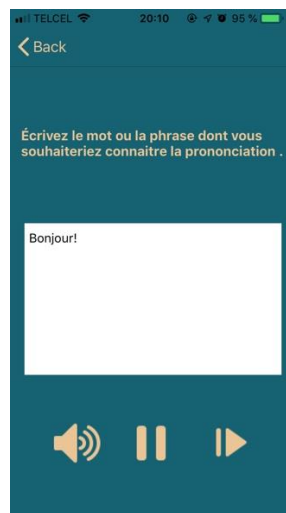 TELCEL 20:10 95 %
Back
Écrivez le mot ou la phrase dont vous
souhaiteriez connaitre la prononciation .
Bonjour!